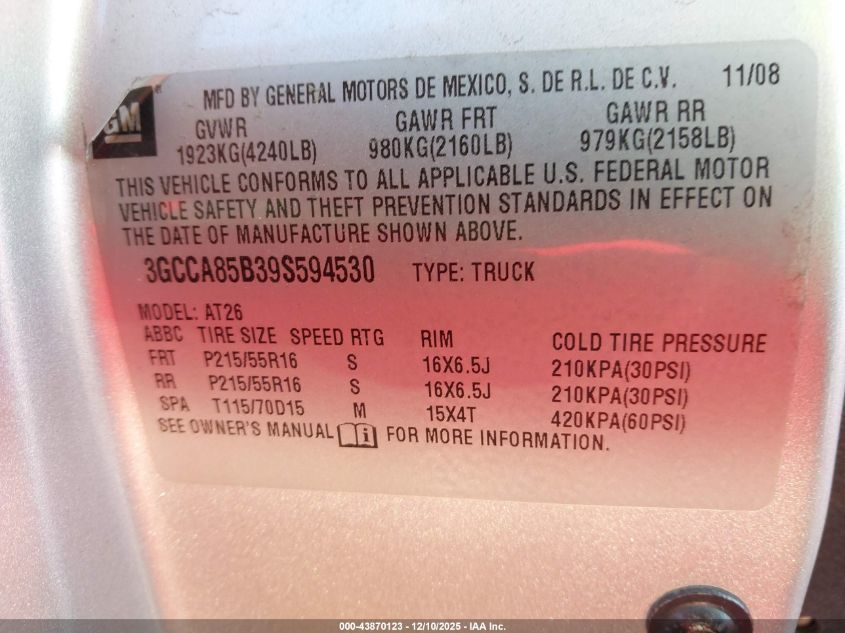 GM
®
MFD BY GENERAL MOTORS DE MEXICO, S. DE R.L. DE C.V. 11/08
GVWR GAWR FRT GAWR RR
1923KG(4240LB) 980KG(2160LB) 979KG(2158LB)
THIS VEHICLE CONFORMS TO ALL APPLICABLE U.S. FEDERAL MOTOR
VEHICLE SAFETY AND THEFT PREVENTION STANDARDS IN EFFECT ON
THE DATE OF MANUFACTURE SHOWN ABOVE.
3GCCA85B39S594530 TYPE: TRUCK
MODEL: AT26
ABBC TIRE SIZE SPEED RTG RIM COLD TIRE PRESSURE
FRT P215/55R16 S 16X6.5J 210KPA(30PSI)
RR P215/55R16 S 16X6.5J 210KPA(30PSI)
SPA T115/70D15 M 15X4T 420KPA(60PSI)
SEE OWNER'S MANUAL i FOR MORE INFORMATION.
000-43870123 - 12/10/2025 - IAA Inc.